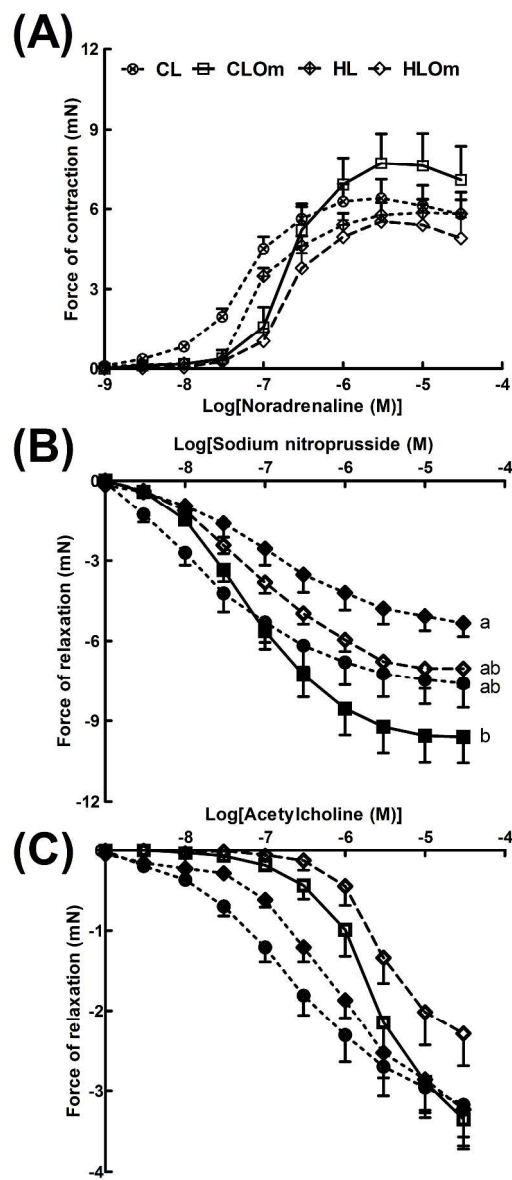 (A)
12
CL CLOm HL HLOm
9
6
3
0
Force of contraction (mN)
-9 -8 -7 -6 -5 -4
Log[Noradrenaline (M)]
(B)
Log[Sodium nitroprusside (M)
-8 -7 -6 -5 -4
0
-3
-6
-9
-12
Force of relaxation (mN)
a
ab
ab
b
Log[Acetylcholine (M)]
(C)
-8 -7 -6 -5 -4
0
-1
-2
-3
-4
Force of relaxation (mN)